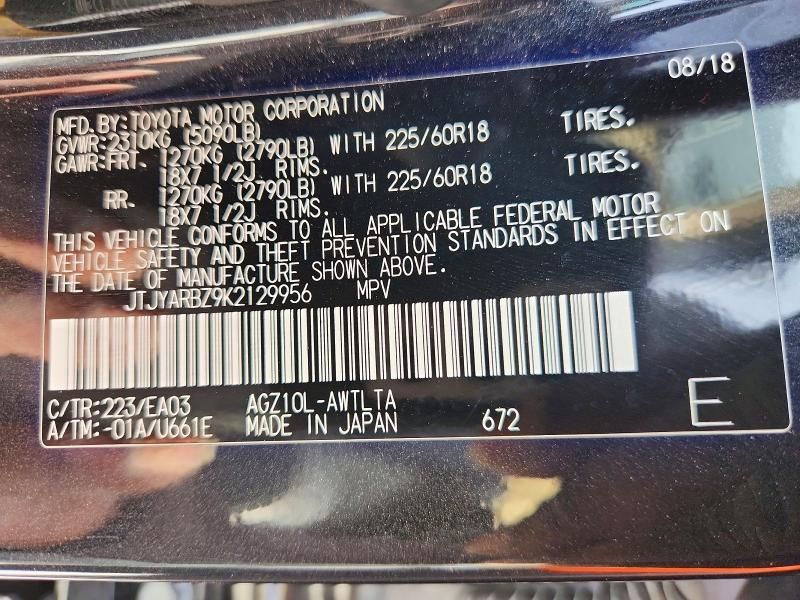 08/18
MFD.BY:TOYOTA MOTOR CORPORATION
GVWR:2310KG (5090LB)
GAWR:FRT. 1270KG (2790LB) WITH 225/60R18 TIRES.
18X7 1/2J RIMS.
RR. 1270KG (2790LB) WITH 225/60R18 TIRES.
18X7 1/2J RIMS.
THIS VEHICLE CONFORMS TO ALL APPLICABLE FEDERAL MOTOR
VEHICLE SAFETY AND THEFT PREVENTION STANDARDS IN EFFECT ON
THE DATE OF MANUFACTURE SHOWN ABOVE.
JTJYARBZ9K2129956 MPV
C/TR:223/EA03 AGZ10L-AWTLTA
A/TM:-01A/U661E MADE IN JAPAN 672 E